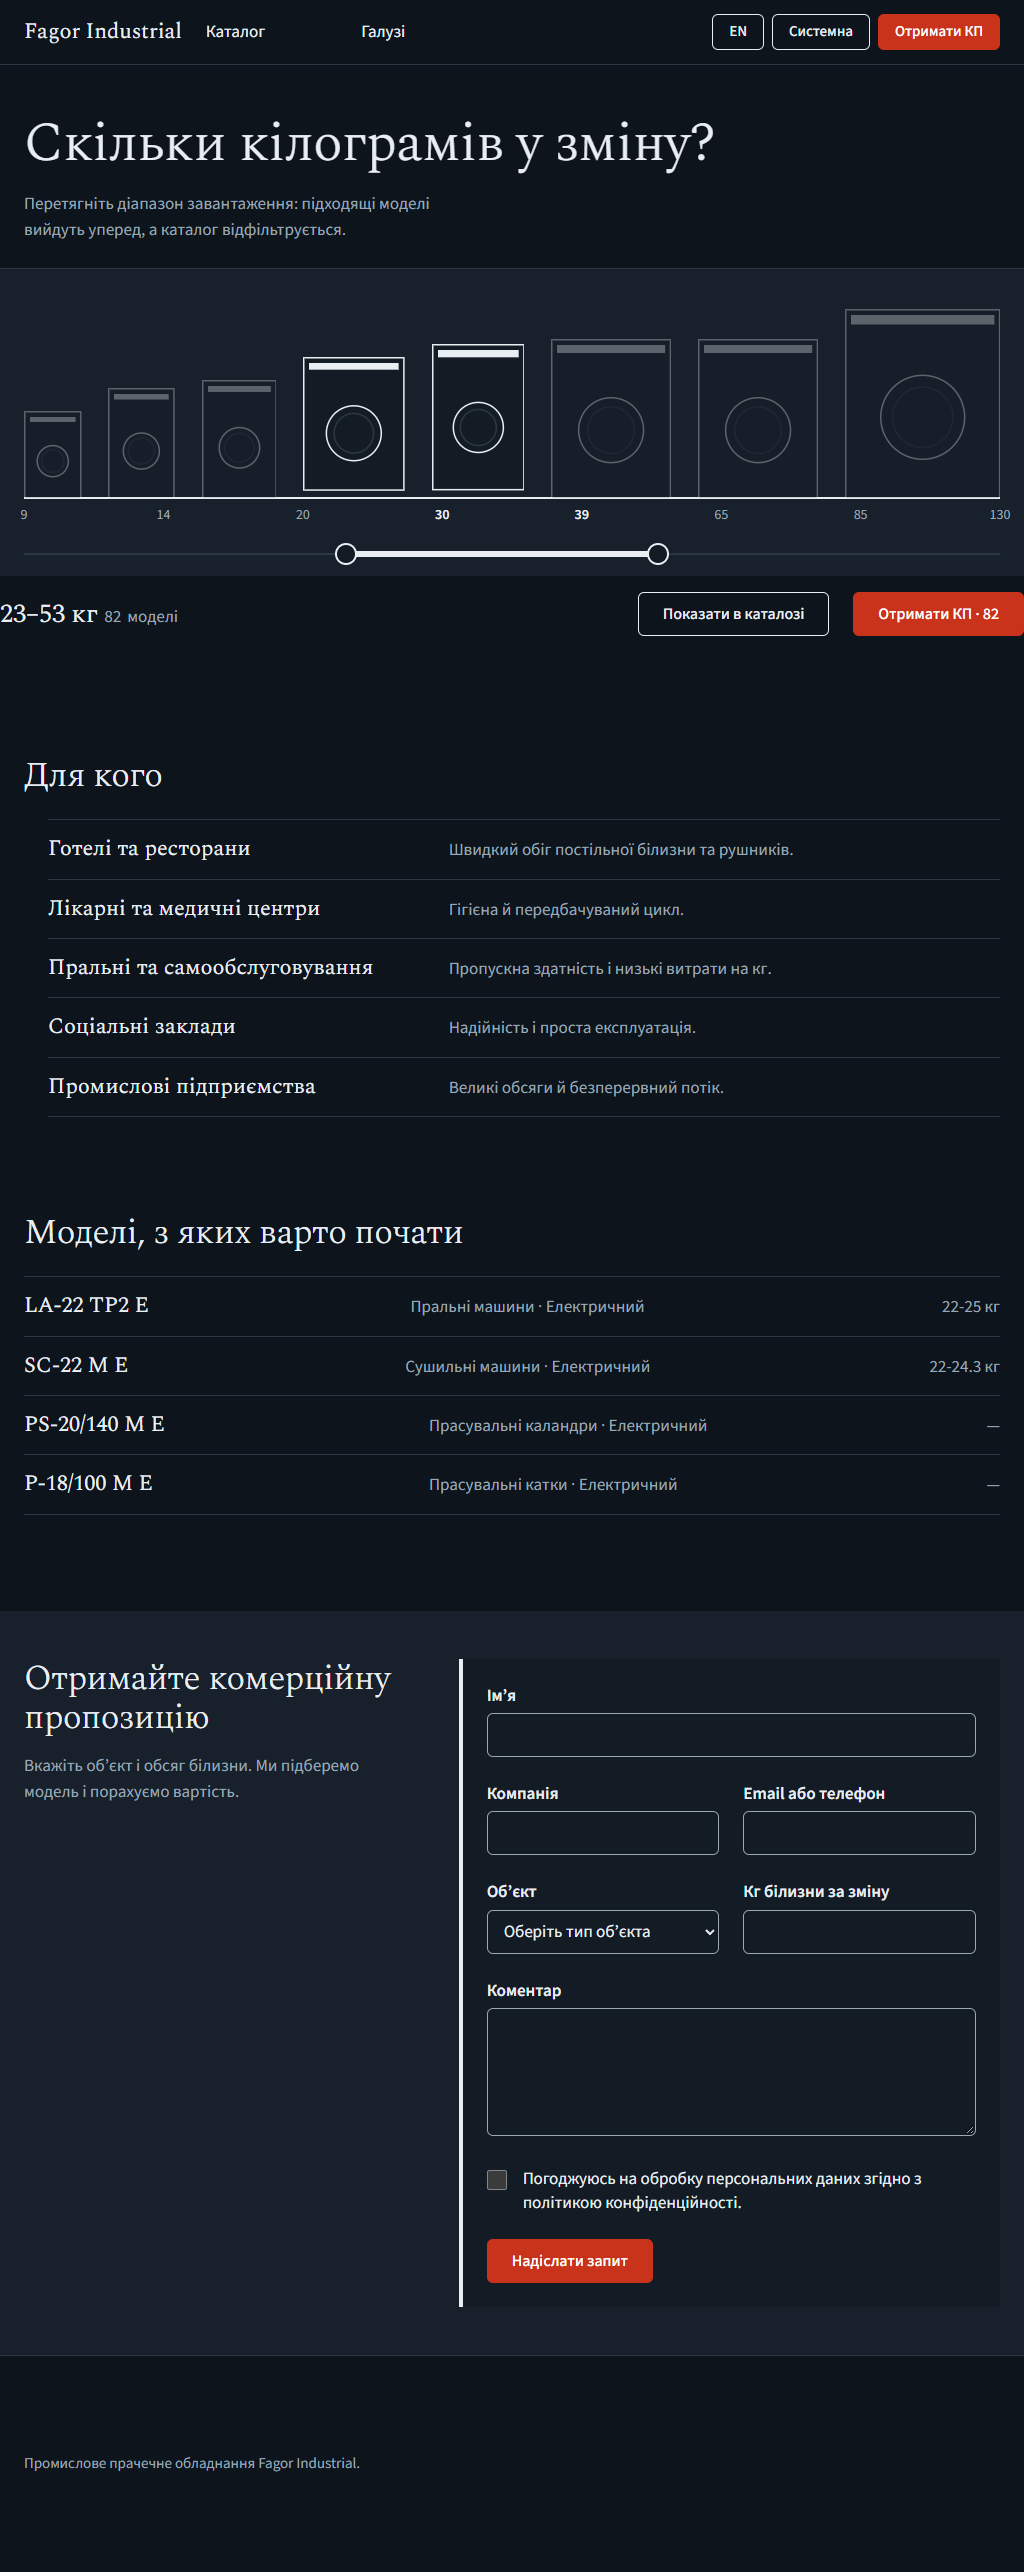 Fagor Industrial
Каталог
Галузі
EN
Системна
Отримати КП
Скільки кілограмів у зміну?
Перетягніть діапазон завантаження: підходящі моделі
вийдуть уперед, а каталог відфільтрується.
9 14 20 30 39 65 85 130
23–53 кг 82 моделі
Показати в каталозі
Отримати КП · 82
Для кого
Готелі та ресторани
Швидкий обіг постільної білизни та рушників.
Лікарні та медичні центри
Гігієна й передбачуваний цикл.
Пральні та самообслуговування
Пропускна здатність і низькі витрати на кг.
Соціальні заклади
Надійність і проста експлуатація.
Промислові підприємства
Великі обсяги й безперервний потік.
Моделі, з яких варто почати
LA-22 TP2 E
Пральні машини · Електричний
22-25 кг
SC-22 M E
Сушильні машини · Електричний
22-24.3 кг
PS-20/140 M E
Прасувальні каландри · Електричний
—
P-18/100 M E
Прасувальні катки · Електричний
—
Отримайте комерційну
пропозицію
Вкажіть об’єкт і обсяг білизни. Ми підберемо
модель і порахуємо вартість.
Ім’я
Компанія
Email або телефон
Об’єкт
Кг білизни за зміну
Оберіть тип об’єкта
Коментар
Погоджуюсь на обробку персональних даних згідно з
політикою конфіденційності.
Надіслати запит
Промислове прачечне обладнання Fagor Industrial.